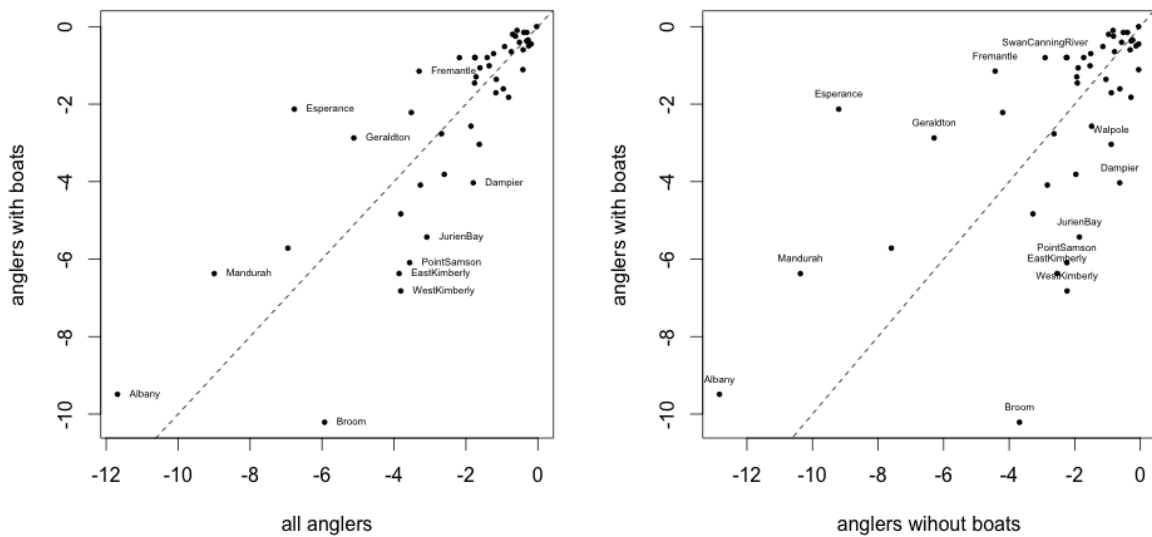 0
-2
-4
-6
-8
-10
anglers with boats
Fremantle
Esperance
Geraldton
Dampier
JurienBay
PointSamson
Mandurah
EastKimberly
WestKimberly
Albany
Broom
-12 -10 -8 -6 -4 -2 0
all anglers
0
-2
-4
-6
-8
-10
anglers with boats
SwanCanningRiver
Fremantle
Esperance
Geraldton
Walpole
Dampier
JurienBay
PointSamson
Mandurah
EastKimberly
WestKimberly
Albany
Broom
-12 -10 -8 -6 -4 -2 0
anglers wihout boats